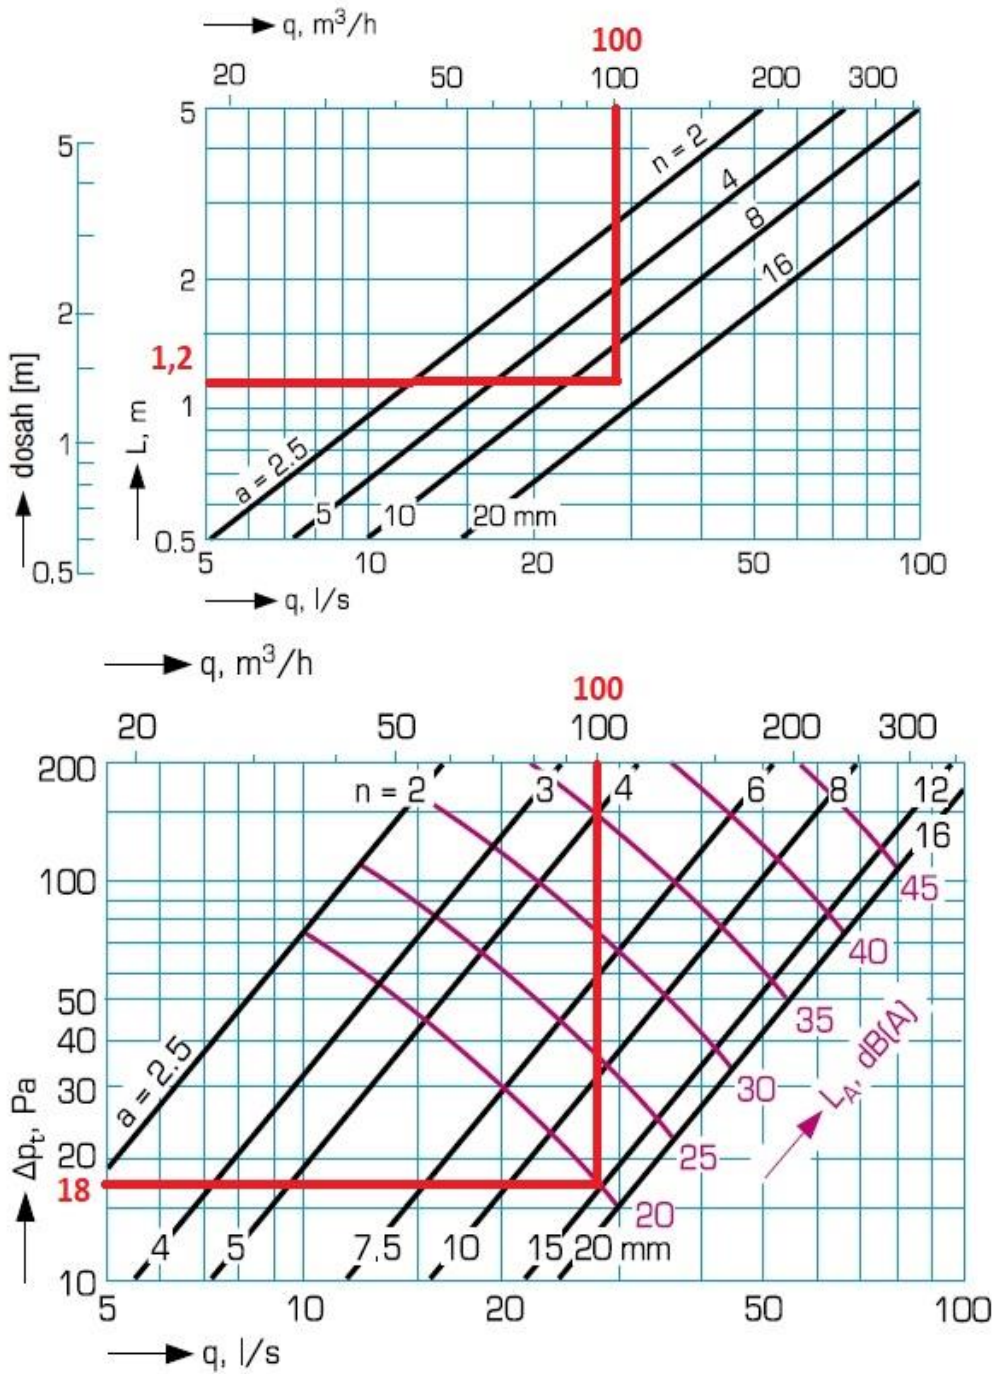 q, m³/h
100
20 50 100 200 300
5
5
n = 2
4
8
16
2
2
1,2
dosah [m]
L, m
1
1
a = 2.5
5 10 20 mm
0.5
0.5
5 10 20 50 100
q, l/s
q, m³/h
100
20 50 100 200 300
200
n = 2 3 4 6 8 12
16
100
45
40
50
35
40
a = 2.5
30
30
Δpₜ, Pa
L_A, dB(A)
20
25
18
20
4 5 7,5 10 15 20 mm
10
5 10 20 50 100
q, l/s